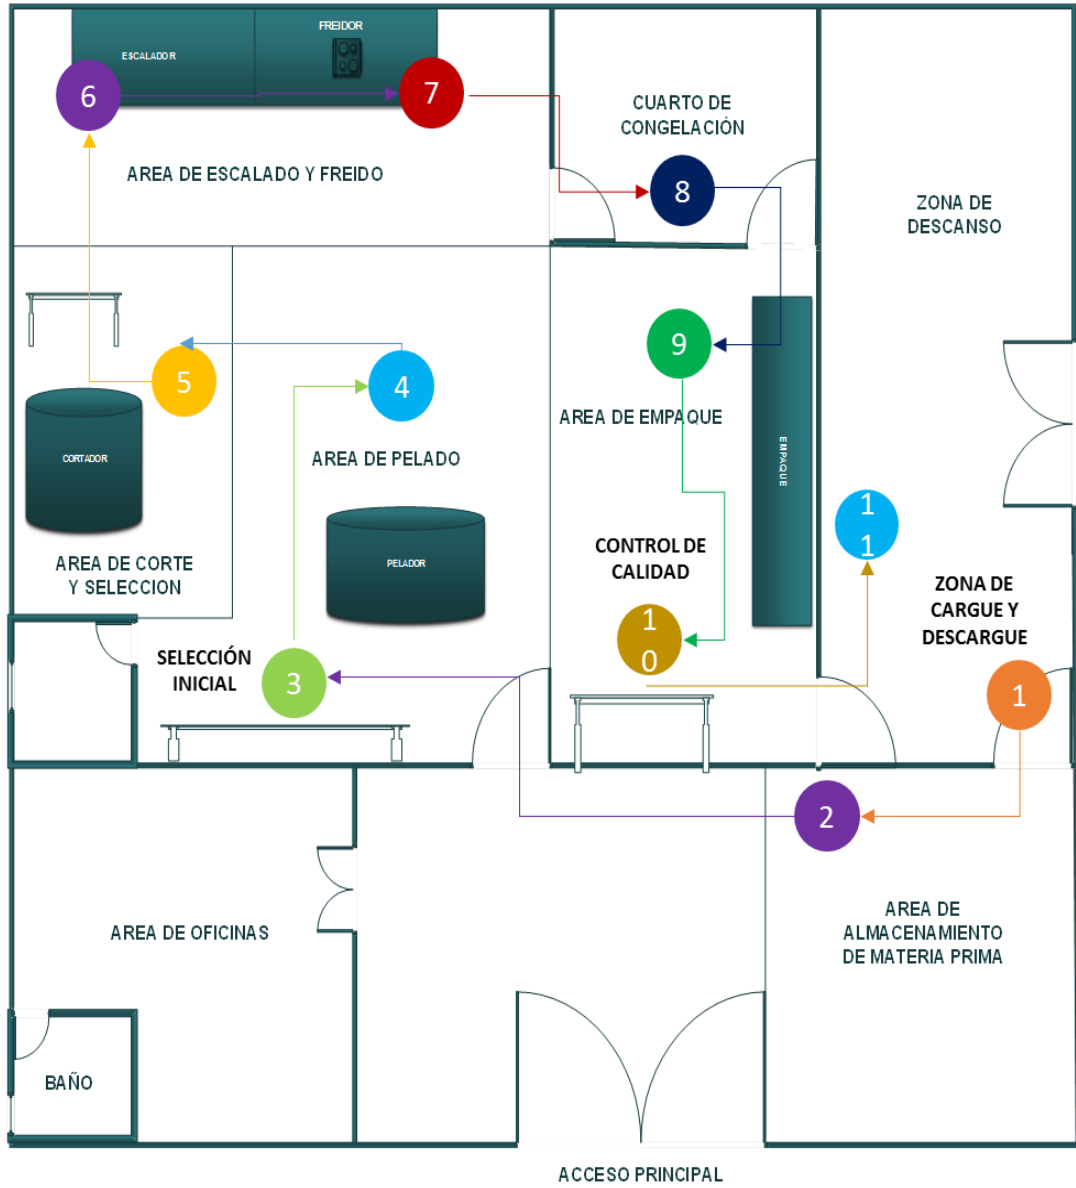 FREIDOR
ESCALADOR
6
7
CUARTO DE
CONGELACIÓN
AREA DE ESCALADO Y FREIDO
8
ZONA DE
DESCANSO
9
5
4
AREA DE EMPAQUE
CORTADOR
AREA DE PELADO
EMPAQUE
1
1
AREA DE CORTE
Y SELECCION
PELADOR
CONTROL DE
CALIDAD
ZONA DE
CARGUE Y
DESCARGUE
1
0
SELECCIÓN
INICIAL
3
1
2
AREA DE OFICINAS
AREA DE
ALMACENAMIENTO
DE MATERIA PRIMA
BAÑO
ACCESO PRINCIPAL